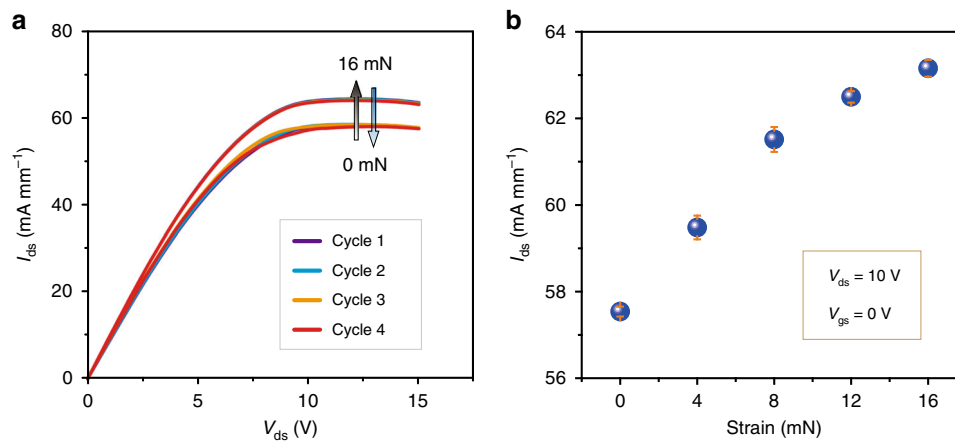 a
80
60
40
20
0
I_ds (mA mm⁻¹)
0
5
10
15
V_ds (V)
16 mN
0 mN
Cycle 1
Cycle 2
Cycle 3
Cycle 4
b
64
62
60
58
56
I_ds (mA mm⁻¹)
0
4
8
12
16
Strain (mN)
V_ds = 10 V
V_gs = 0 V